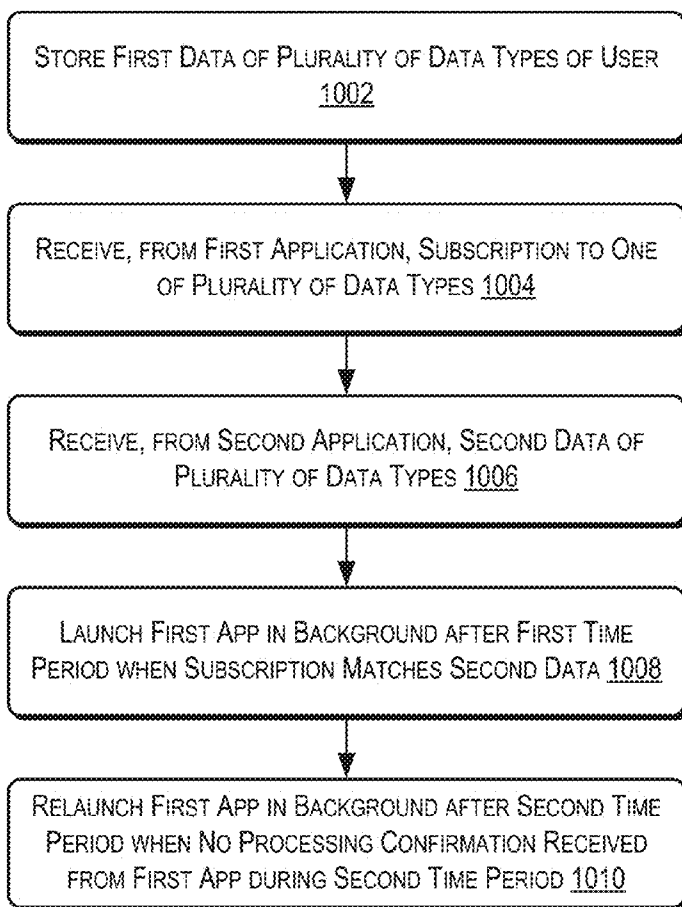 STORE FIRST DATA OF PLURALITY OF DATA TYPES OF USER
1002
RECEIVE, FROM FIRST APPLICATION, SUBSCRIPTION TO ONE
OF PLURALITY OF DATA TYPES 1004
RECEIVE, FROM SECOND APPLICATION, SECOND DATA OF
PLURALITY OF DATA TYPES 1006
LAUNCH FIRST APP IN BACKGROUND AFTER FIRST TIME
PERIOD WHEN SUBSCRIPTION MATCHES SECOND DATA 1008
RELAUNCH FIRST APP IN BACKGROUND AFTER SECOND TIME
PERIOD WHEN NO PROCESSING CONFIRMATION RECEIVED
FROM FIRST APP DURING SECOND TIME PERIOD 1010